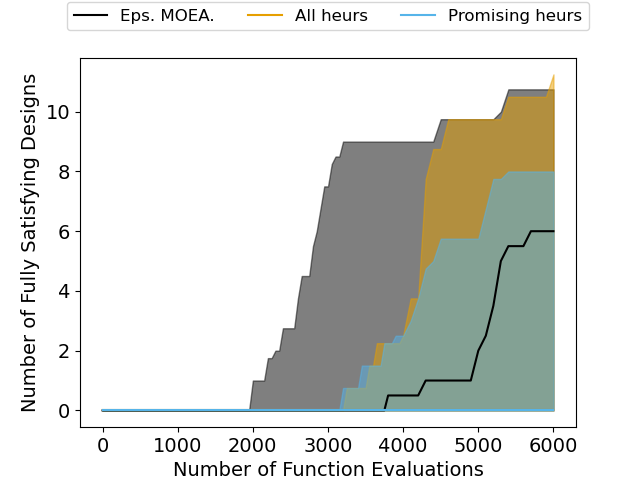 Eps. MOEA. All heurs Promising heurs
Number of Fully Satisfying Designs
10
8
6
4
2
0
0 1000 2000 3000 4000 5000 6000
Number of Function Evaluations